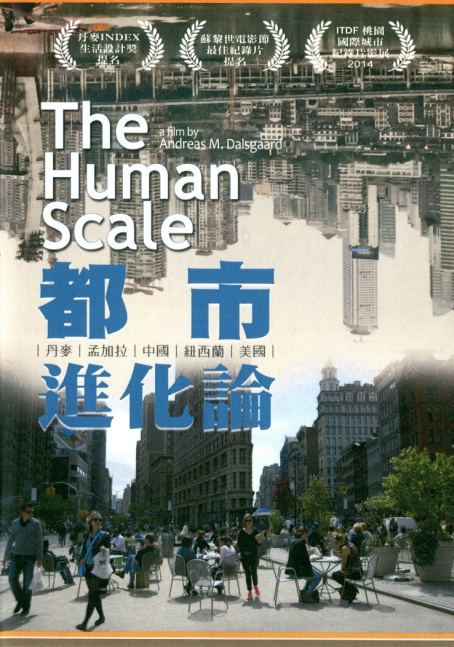 丹麥INDEX
生活設計獎
提名
蘇黎世電影節
最佳紀錄片
提名
ITDF 桃園
國際城市
紀錄片影展
2014
The
a film by
Andreas M. Dalsgaard
Human
Scale
都市
|丹麥|孟加拉|中國|紐西蘭|美國|
進化論